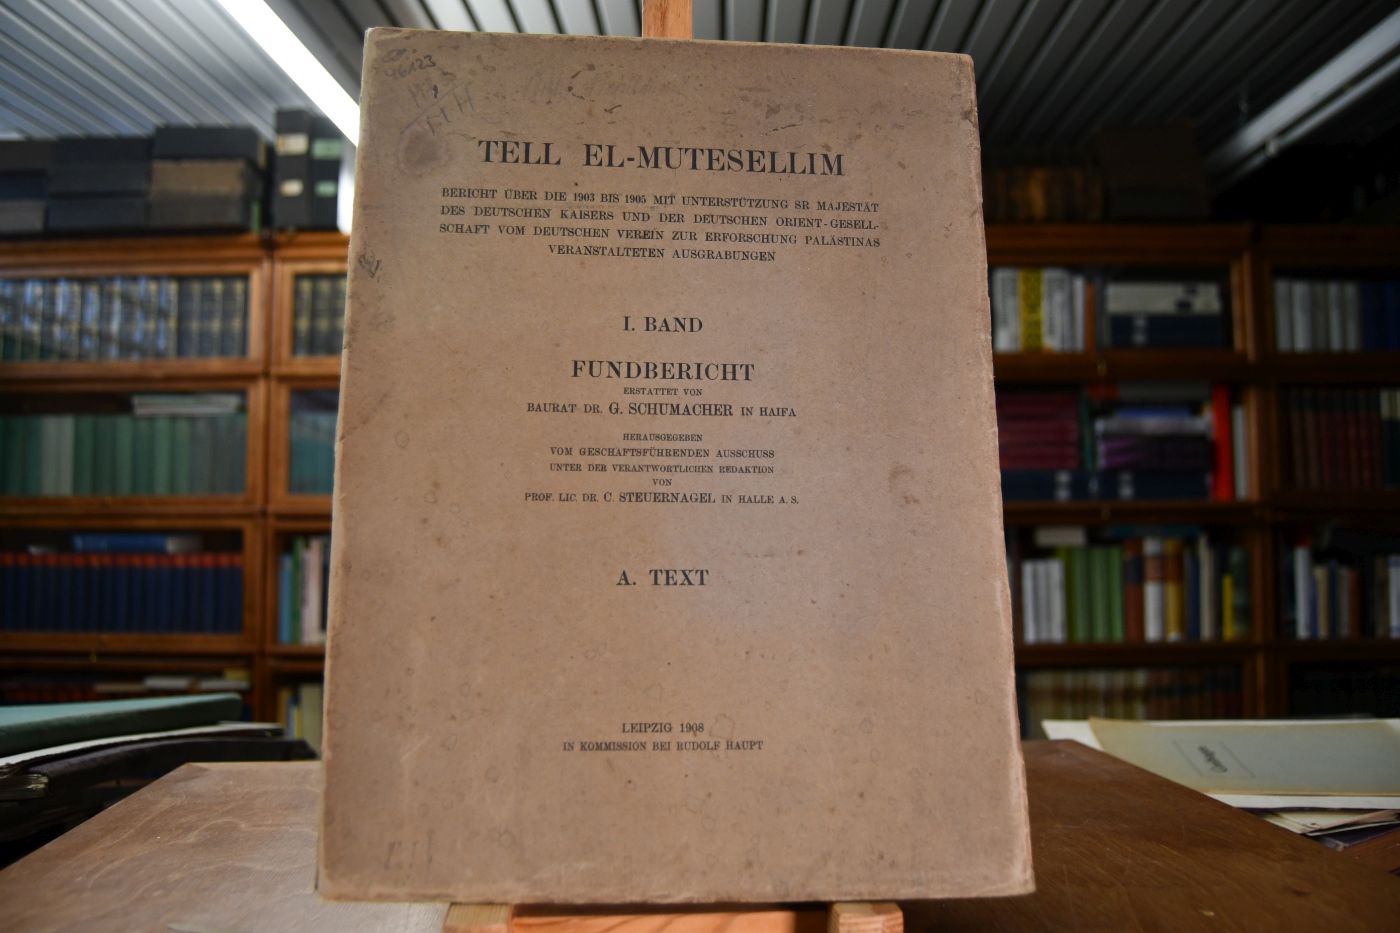 46123
TELL EL-MUTESELLIM
BERICHT ÜBER DIE 1903 BIS 1905 MIT UNTERSTÜTZUNG SR MAJESTÄT
DES DEUTSCHEN KAISERS UND DER DEUTSCHEN ORIENT-GESELL-
SCHAFT VOM DEUTSCHEN VEREIN ZUR ERFORSCHUNG PALÄSTINAS
VERANSTALTETEN AUSGRABUNGEN
I. BAND
FUNDBERICHT
ERSTATTET VON
BAURAT DR. G. SCHUMACHER IN HAIFA
HERAUSGEGEBEN
VOM GESCHÄFTSFÜHRENDEN AUSSCHUSS
UNTER DER VERANTWORTLICHEN REDAKTION
VON
PROF. LIC. DR. C. STEUERNAGEL IN HALLE A. S.
A. TEXT
LEIPZIG 1908
IN KOMMISSION BEI RUDOLF HAUPT